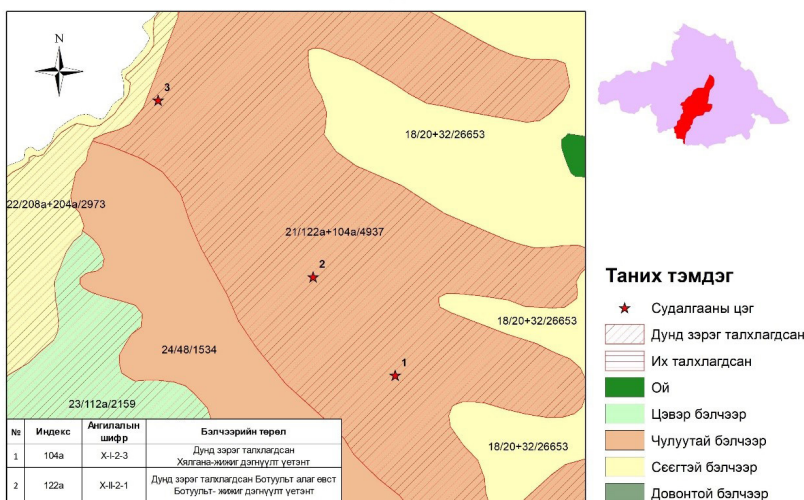 N
3
18/20+32/26653
22/208а+204а/2973
21/122а+104а/4937
2
18/20+32/26653
24/48/1534
1
23/112а/2159
18/20+32/26653
№ Индекс Ангилалын шифр Бэлчээрийн төрөл
1 104а X-I-2-3 Дунд зэрэг талхлагдсан
Хялгана-жижиг дэгнүүлт үетэнт
2 122а X-II-2-1 Дунд зэрэг талхлагдсан Ботуульт алаг өвст
Ботуульт- жижиг дэгнүүлт үетэнт
Таних тэмдэг
Судалгааны цэг
Дунд зэрэг талхлагдсан
Их талхлагдсан
Ой
Цэвэр бэлчээр
Чулуутай бэлчээр
Сөөгтэй бэлчээр
Довонтой бэлчээр